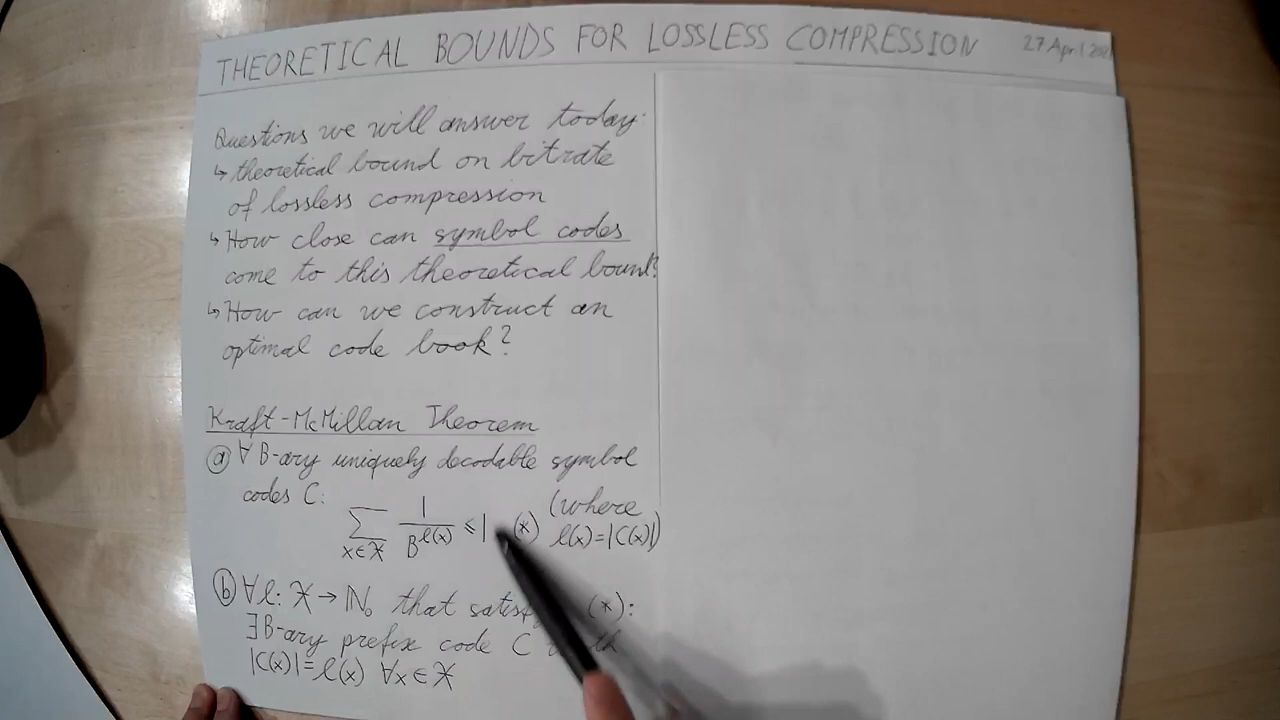 THEORETICAL BOUNDS FOR LOSSLESS COMPRESSION 27 April
Questions we will answer today:
↳ theoretical bound on bitrate
of lossless compression
↳ How close can symbol codes
come to this theoretical bound?
↳ How can we construct an
optimal code book?
Kraft-McMillan Theorem
ⓐ ∀ B-ary uniquely decodable symbol
codes C:
∑_{x∈𝒳} 1/B^{ℓ(x)} ≤ 1 (*) (where ℓ(x)=|C(x)|)
ⓑ ∀ℓ: 𝒳 → ℕ₀ that (*):
∃ B-ary prefix code C
|C(x)| = ℓ(x) ∀x∈𝒳